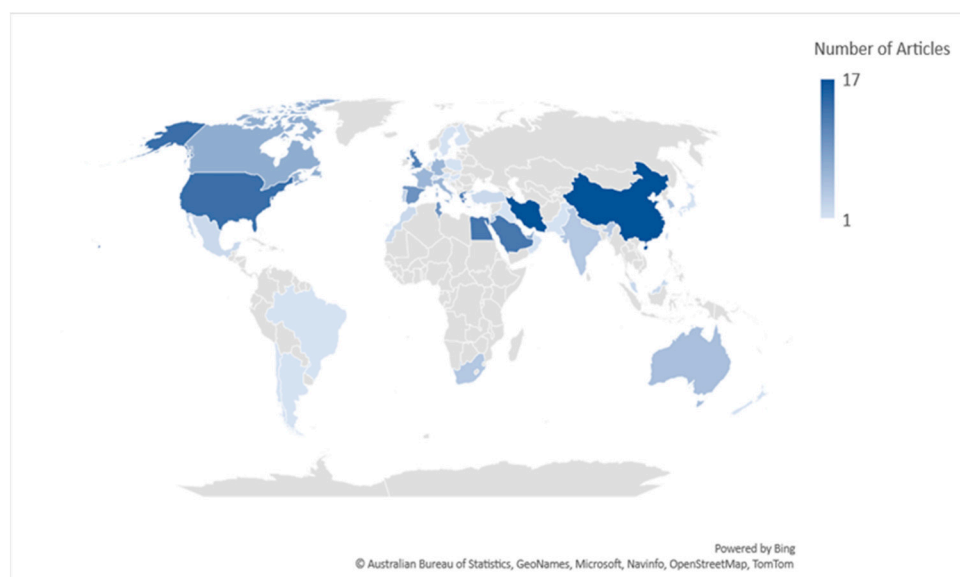 Number of Articles
17
1
Powered by Bing
© Australian Bureau of Statistics, GeoNames, Microsoft, Navinfo, OpenStreetMap, TomTom